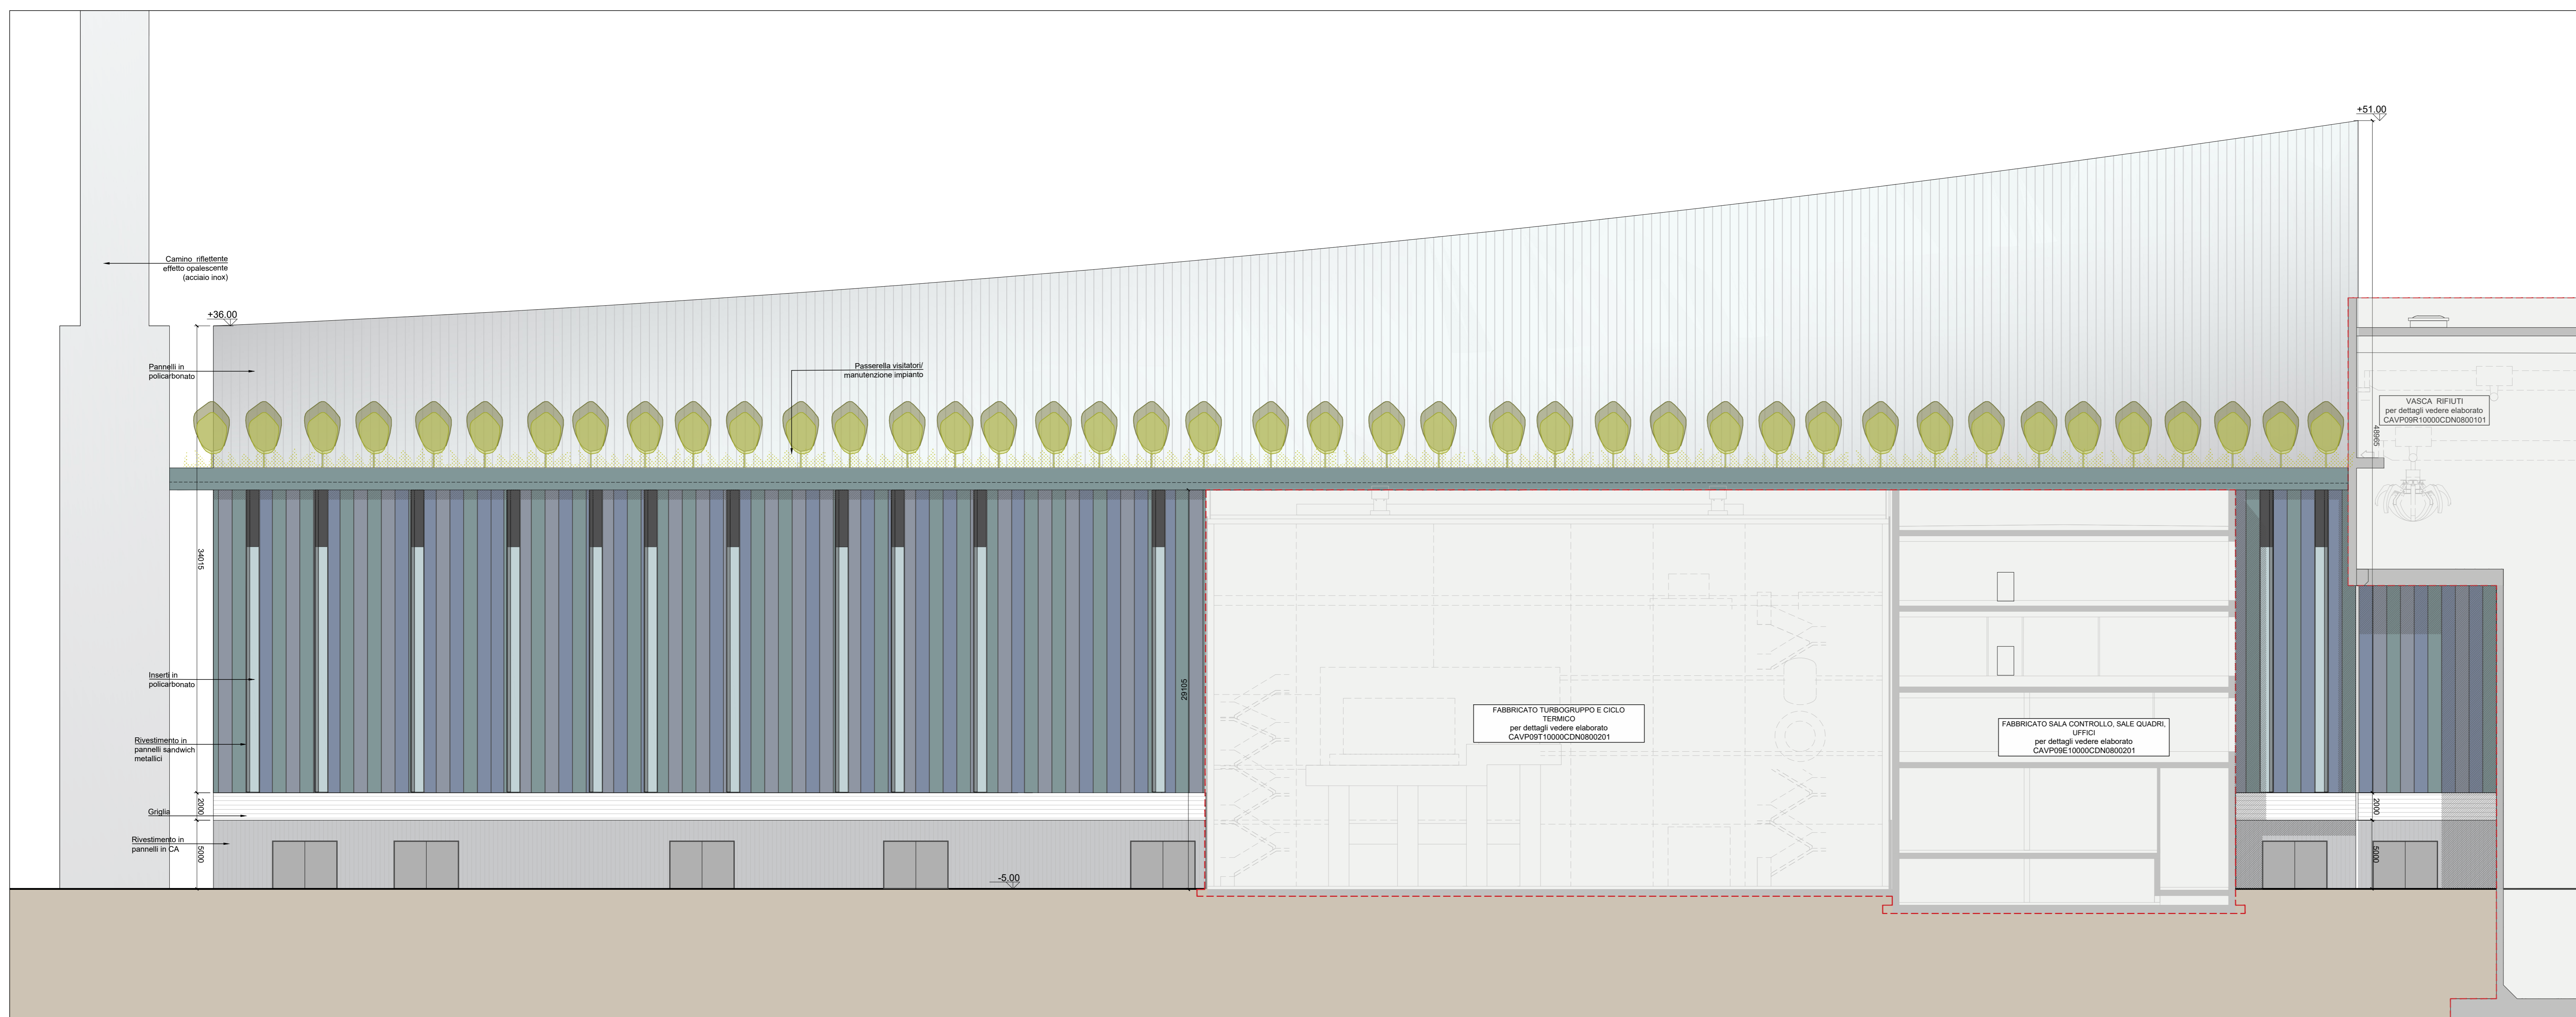 +51.00
Camino riflettente
effetto opalescente
(acciaio inox)
+36.00
Pannelli in
policarbonato
Passerella visitatori/
manutenzione impianto
VASCA RIFIUTI
per dettagli vedere elaborato
CAVP09R10000CDN0800101
48965
34015
Inserti in
policarbonato
29105
FABBRICATO TURBOGRUPPO E CICLO
TERMICO
per dettagli vedere elaborato
CAVP09T10000CDN0800201
FABBRICATO SALA CONTROLLO, SALE QUADRI,
UFFICI
per dettagli vedere elaborato
CAVP09E10000CDN0800201
Rivestimento in
pannelli sandwich
metallici
2000
2000
Griglia
Rivestimento in
pannelli in CA
5000
5000
-5.00